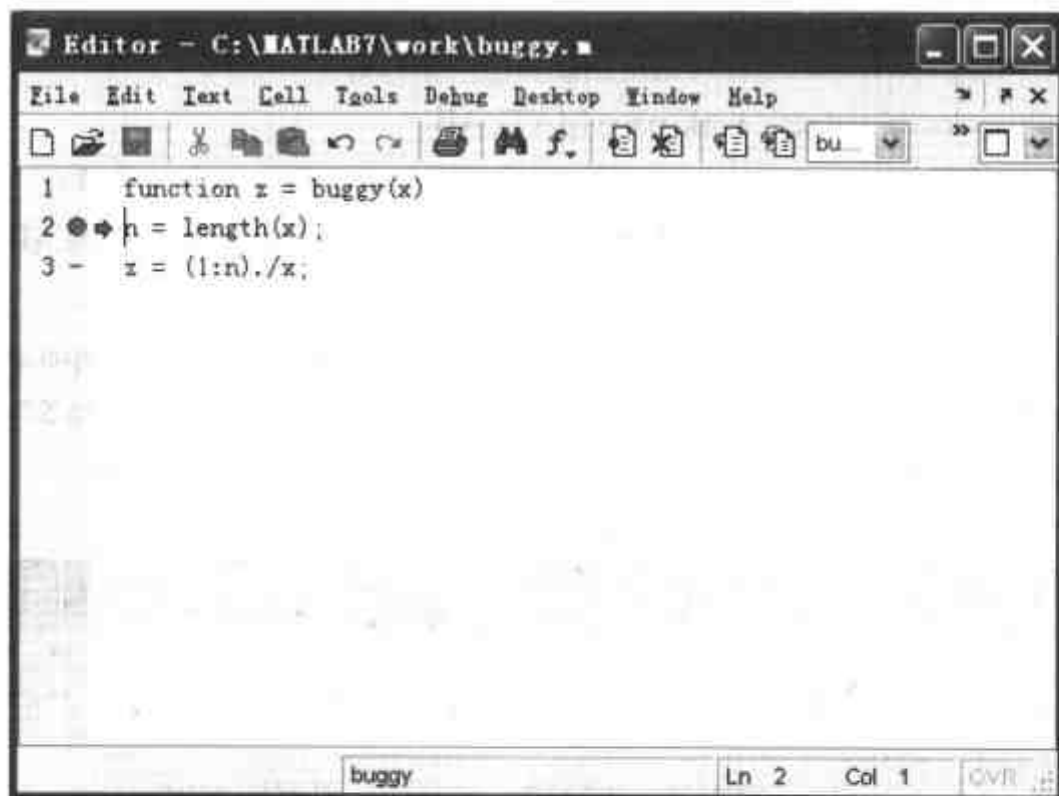 Editor - C:\MATLAB7\work\buggy.m
File Edit Text Cell Tools Debug Desktop Window Help
bu...
1 function z = buggy(x)
2 n = length(x);
3 - z = (1:n)./x;
buggy Ln 2 Col 1 OVR